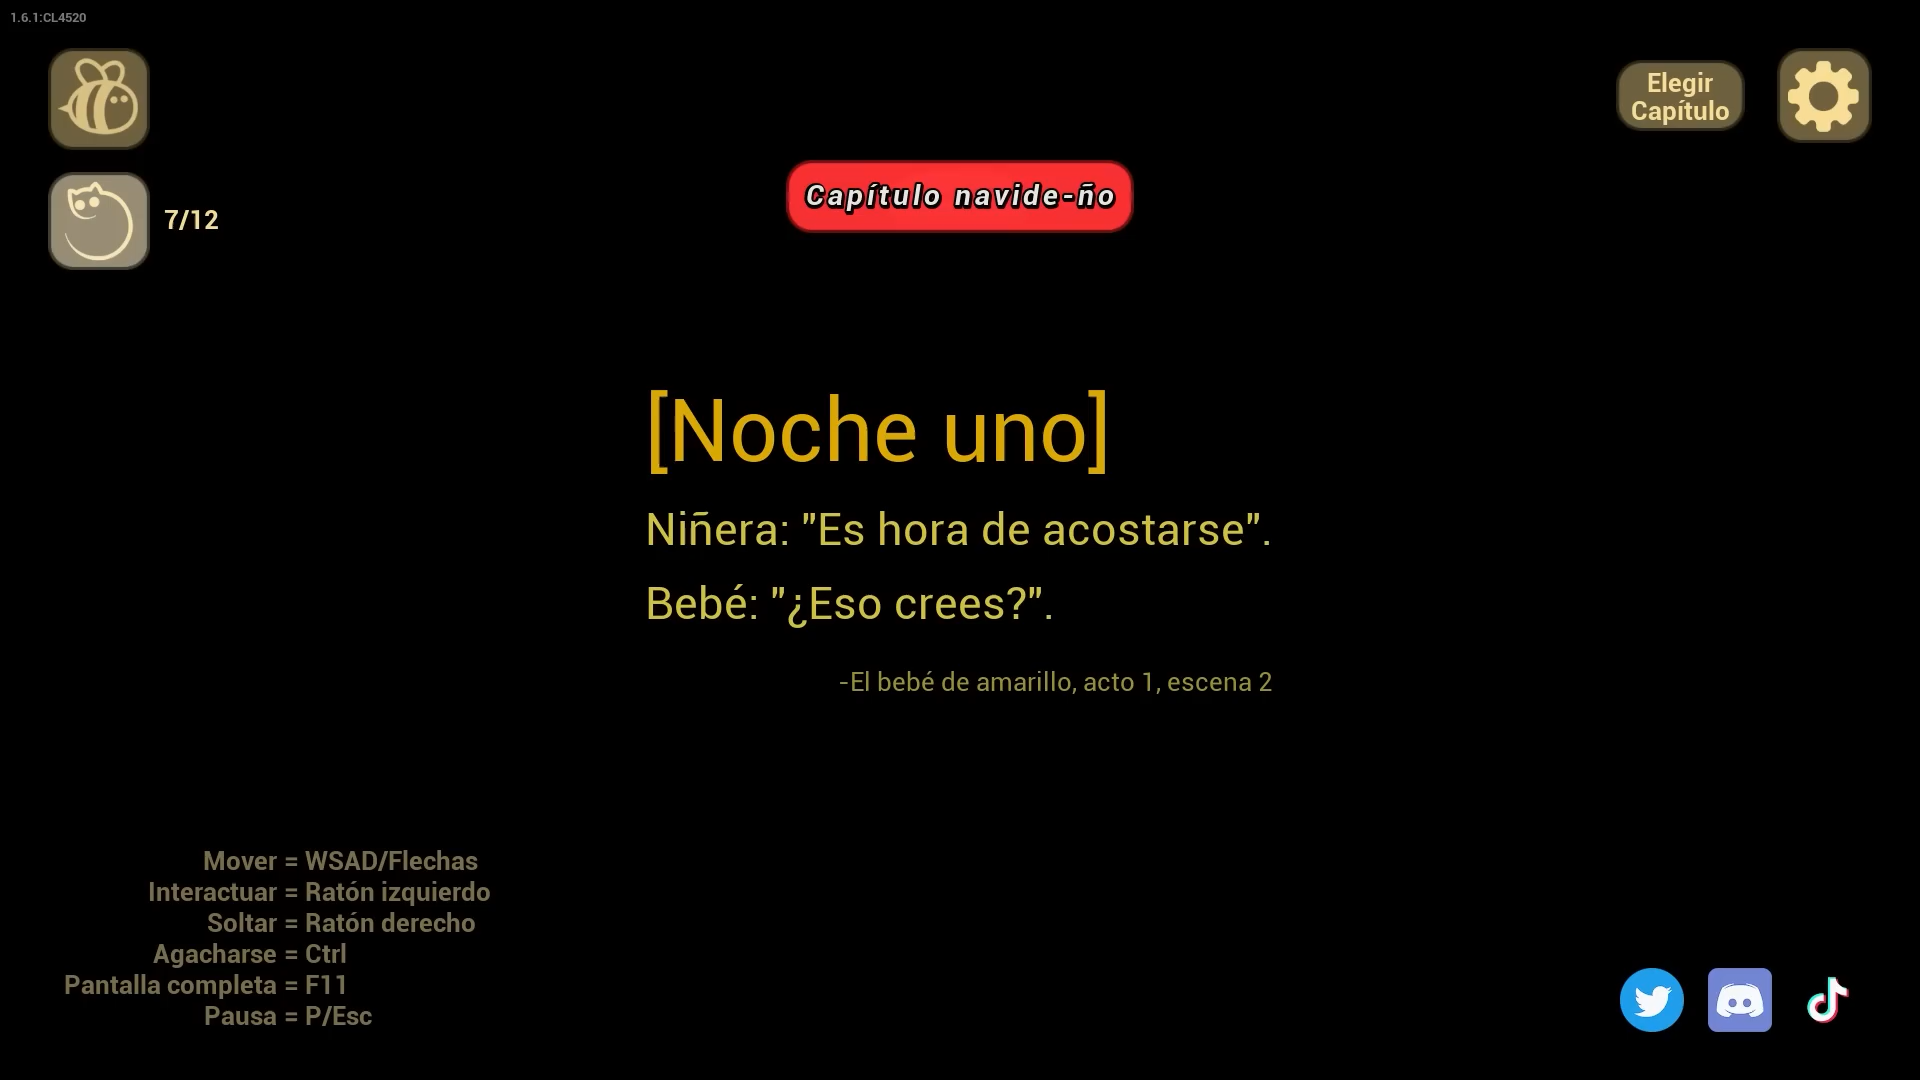 1.6.1:CL4520
Elegir
Capítulo
Capítulo navide-ño
7/12
[Noche uno]
Niñera: "Es hora de acostarse".
Bebé: "¿Eso crees?".
-El bebé de amarillo, acto 1, escena 2
Mover = WSAD/Flechas
Interactuar = Ratón izquierdo
Soltar = Ratón derecho
Agacharse = Ctrl
Pantalla completa = F11
Pausa = P/Esc